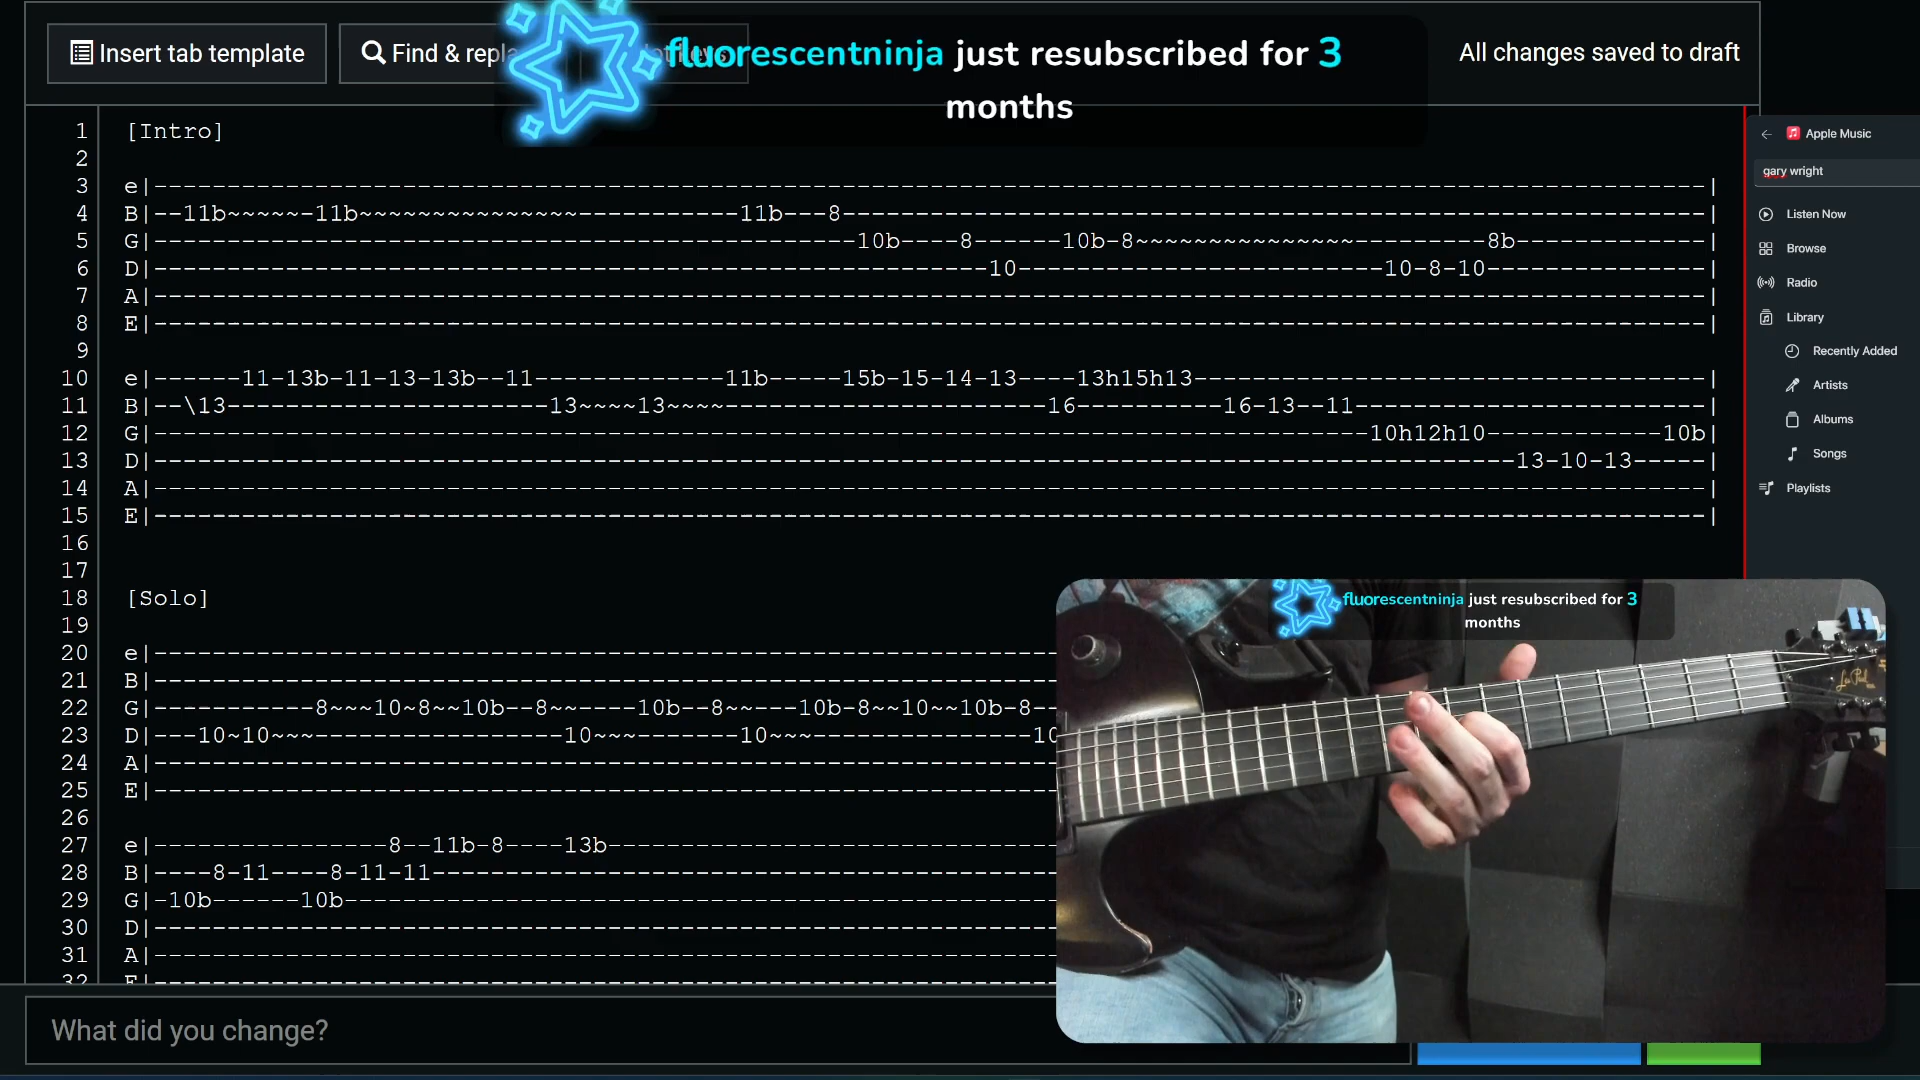 Insert tab template
Find & repla
fluorescentninja just resubscribed for 3
months
All changes saved to draft
1 [Intro]
2
3 e|----------------------------------------------------------------------------------------------------------|
4 B|--11b~~~~~~--11b~~~~~~~~~~~~~~~-----------11b---8-----------------------------------------------------------|
5 G|------------------------------------------------10b----8------10b-8~~~~~~~~~~~~~~~---------8b-------------|
6 D|---------------------------------------------------------10-------------------------10-8-10---------------|
7 A|----------------------------------------------------------------------------------------------------------|
8 E|----------------------------------------------------------------------------------------------------------|
9
10 e|------11-13b-11-13-13b--11-------------11b-----15b-15-14-13----13h15h13-----------------------------------|
11 B|--\13----------------------13~~~~13~~~~----------------------16----------16-13--11------------------------|
12 G|-----------------------------------------------------------------------------------10h12h10------------10b|
13 D|---------------------------------------------------------------------------------------------13-10-13-----|
14 A|----------------------------------------------------------------------------------------------------------|
15 E|----------------------------------------------------------------------------------------------------------|
16
17
18 [Solo]
19
20 e|--------------------------------------------------------------
21 B|--------------------------------------------------------------
22 G|-----------8~~~10~8~~10b--8~~------10b--8~~-----10b-8~~10~~10b-8--
23 D|---10~10~~~-----------------10~~~-------10~~~---------------10
24 A|--------------------------------------------------------------
25 E|--------------------------------------------------------------
26
27 e|----------------8--11b-8----13b-------------------------------
28 B|----8-11----8-11-11-------------------------------------------
29 G|-10b------10b-------------------------------------------------
30 D|--------------------------------------------------------------
31 A|--------------------------------------------------------------
32 E|--------------------------------------------------------------
What did you change?
Apple Music
gary wright
Listen Now
Browse
Radio
Library
Recently Added
Artists
Albums
Songs
Playlists
fluorescentninja just resubscribed for 3
months
Les Paul